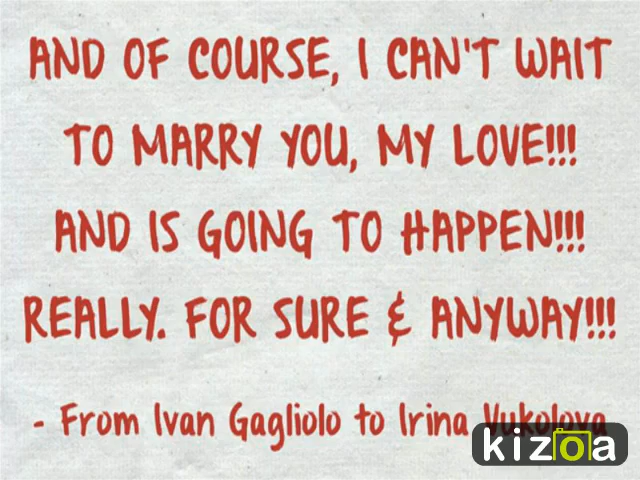 AND OF COURSE, I CAN'T WAIT
TO MARRY YOU, MY LOVE!!!
AND IS GOING TO HAPPEN!!!
REALLY. FOR SURE & ANYWAY!!!
- From Ivan Gagliolo to Irina Vukolova
kizoa